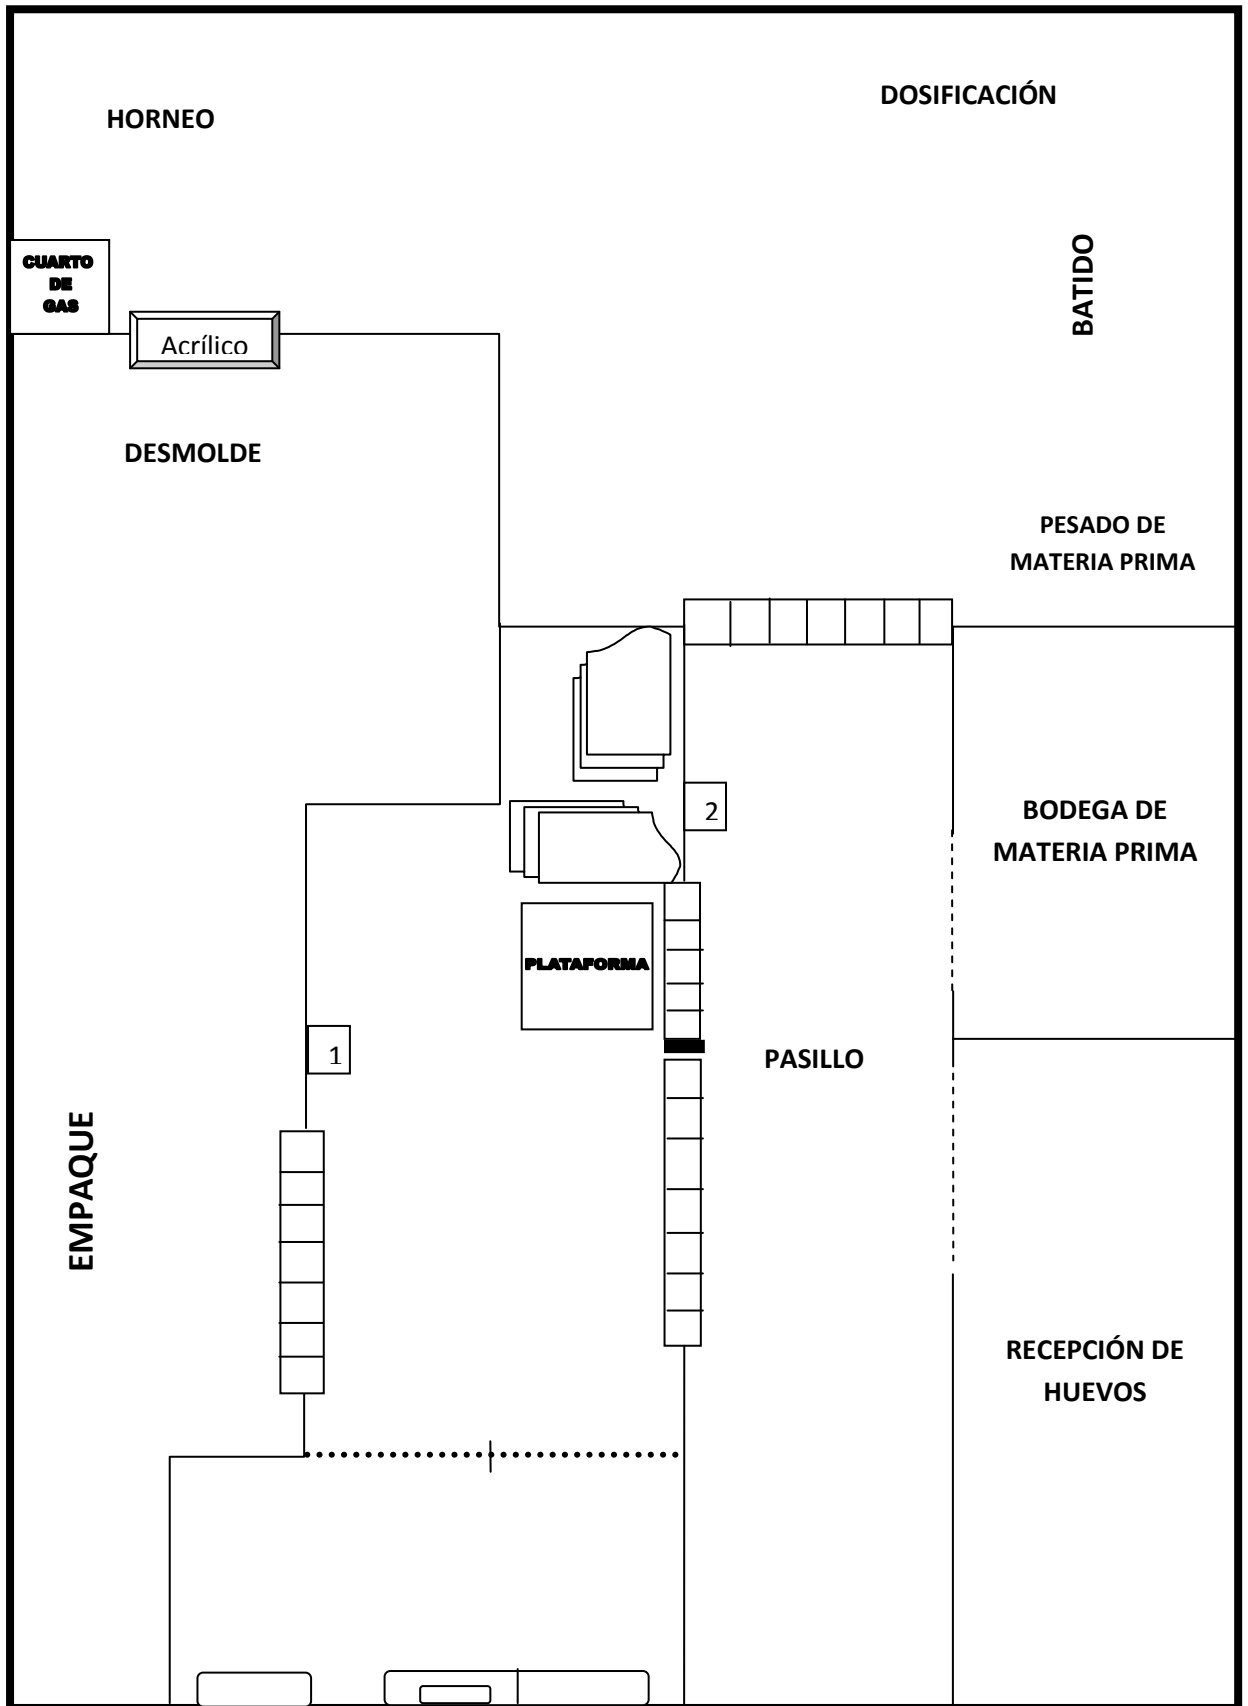 DOSIFICACIÓN
HORNEO
BATIDO
CUARTO
DE
GAS
Acrílico
DESMOLDE
PESADO DE
MATERIA PRIMA
2
BODEGA DE
MATERIA PRIMA
PLATAFORMA
1
PASILLO
EMPAQUE
RECEPCIÓN DE
HUEVOS